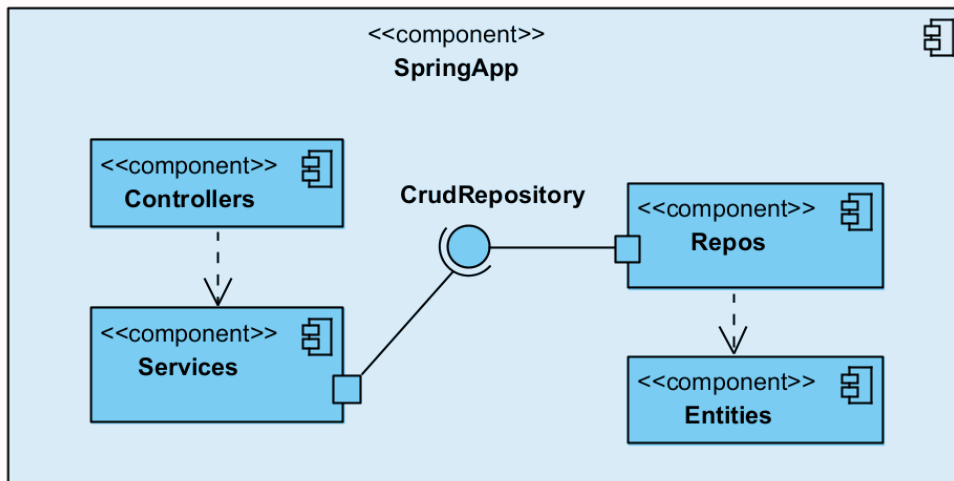 <<component>>
SpringApp
<<component>>
Controllers
CrudRepository
<<component>>
Repos
<<component>>
Services
<<component>>
Entities